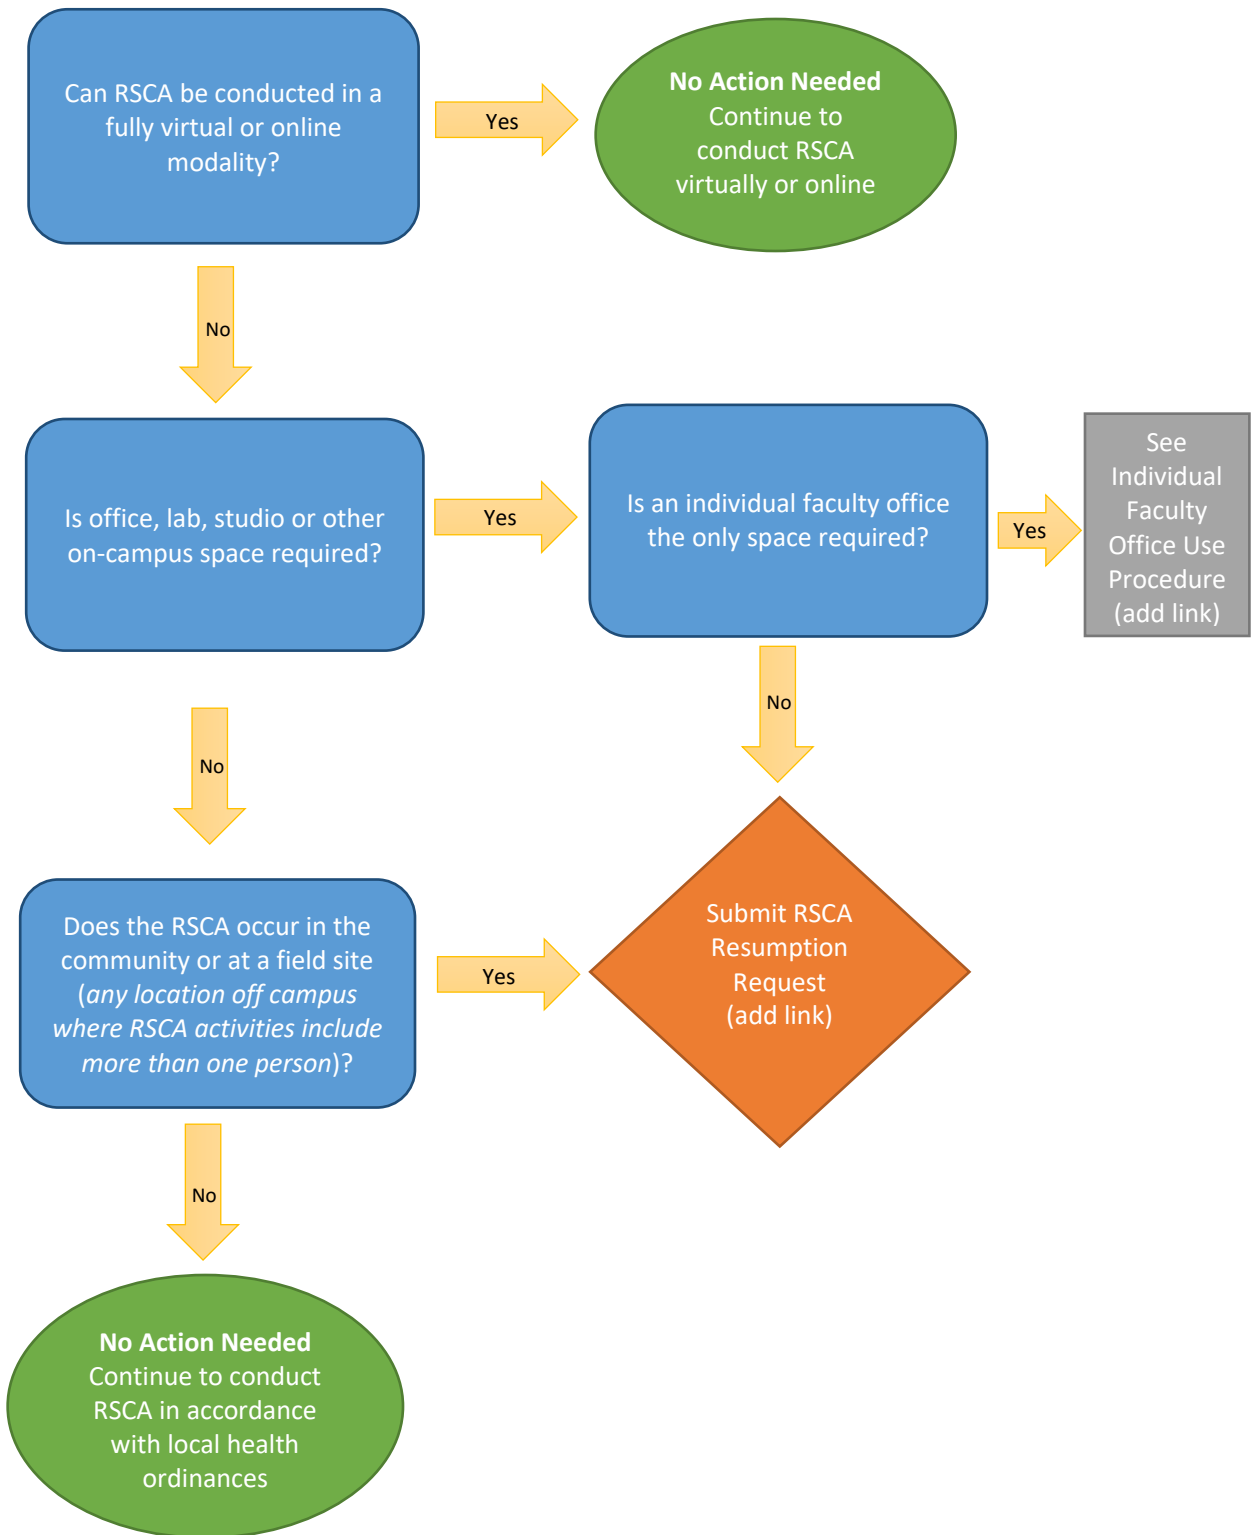 Can RSCA be conducted in a
fully virtual or online
modality?
Yes
No Action Needed
Continue to
conduct RSCA
virtually or online
No
Is office, lab, studio or other
on-campus space required?
Yes
Is an individual faculty office
the only space required?
Yes
See
Individual
Faculty
Office Use
Procedure
(add link)
No
No
Does the RSCA occur in the
community or at a field site
(any location off campus
where RSCA activities include
more than one person)?
Yes
Submit RSCA
Resumption
Request
(add link)
No
No Action Needed
Continue to conduct
RSCA in accordance
with local health
ordinances